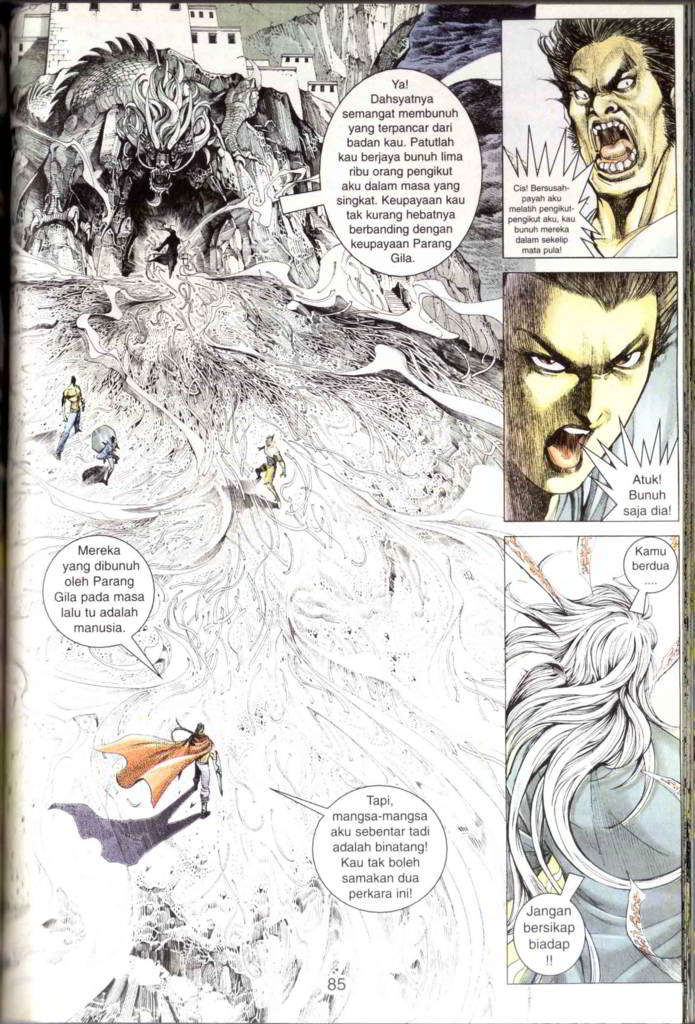 Ya!
Dahsyatnya
semangat membunuh
yang terpancar dari
badan kau. Patutlah
kau berjaya bunuh lima
ribu orang pengikut
aku dalam masa yang
singkat. Keupayaan kau
tak kurang hebatnya
berbanding dengan
keupayaan Parang
Gila.
Mereka
yang dibunuh
oleh Parang
Gila pada masa
lalu tu adalah
manusia.
Tapi,
mangsa-mangsa
aku sebentar tadi
adalah binatang!
Kau tak boleh
samakan dua
perkara ini!
Cis! Bersusah-
payah aku
melatih pengikut-
pengikut aku, kau
bunuh mereka
dalam sekelip
mata pula!
Atuk!
Bunuh
saja dia!
Kamu
berdua
....
Jangan
bersikap
biadap
!!
85